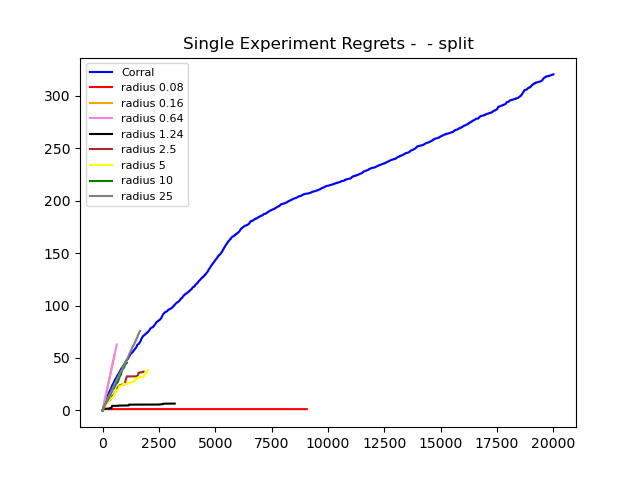 Single Experiment Regrets -  - split
Corral
radius 0.08
radius 0.16
radius 0.64
radius 1.24
radius 2.5
radius 5
radius 10
radius 25
300
250
200
150
100
50
0
0 2500 5000 7500 10000 12500 15000 17500 20000